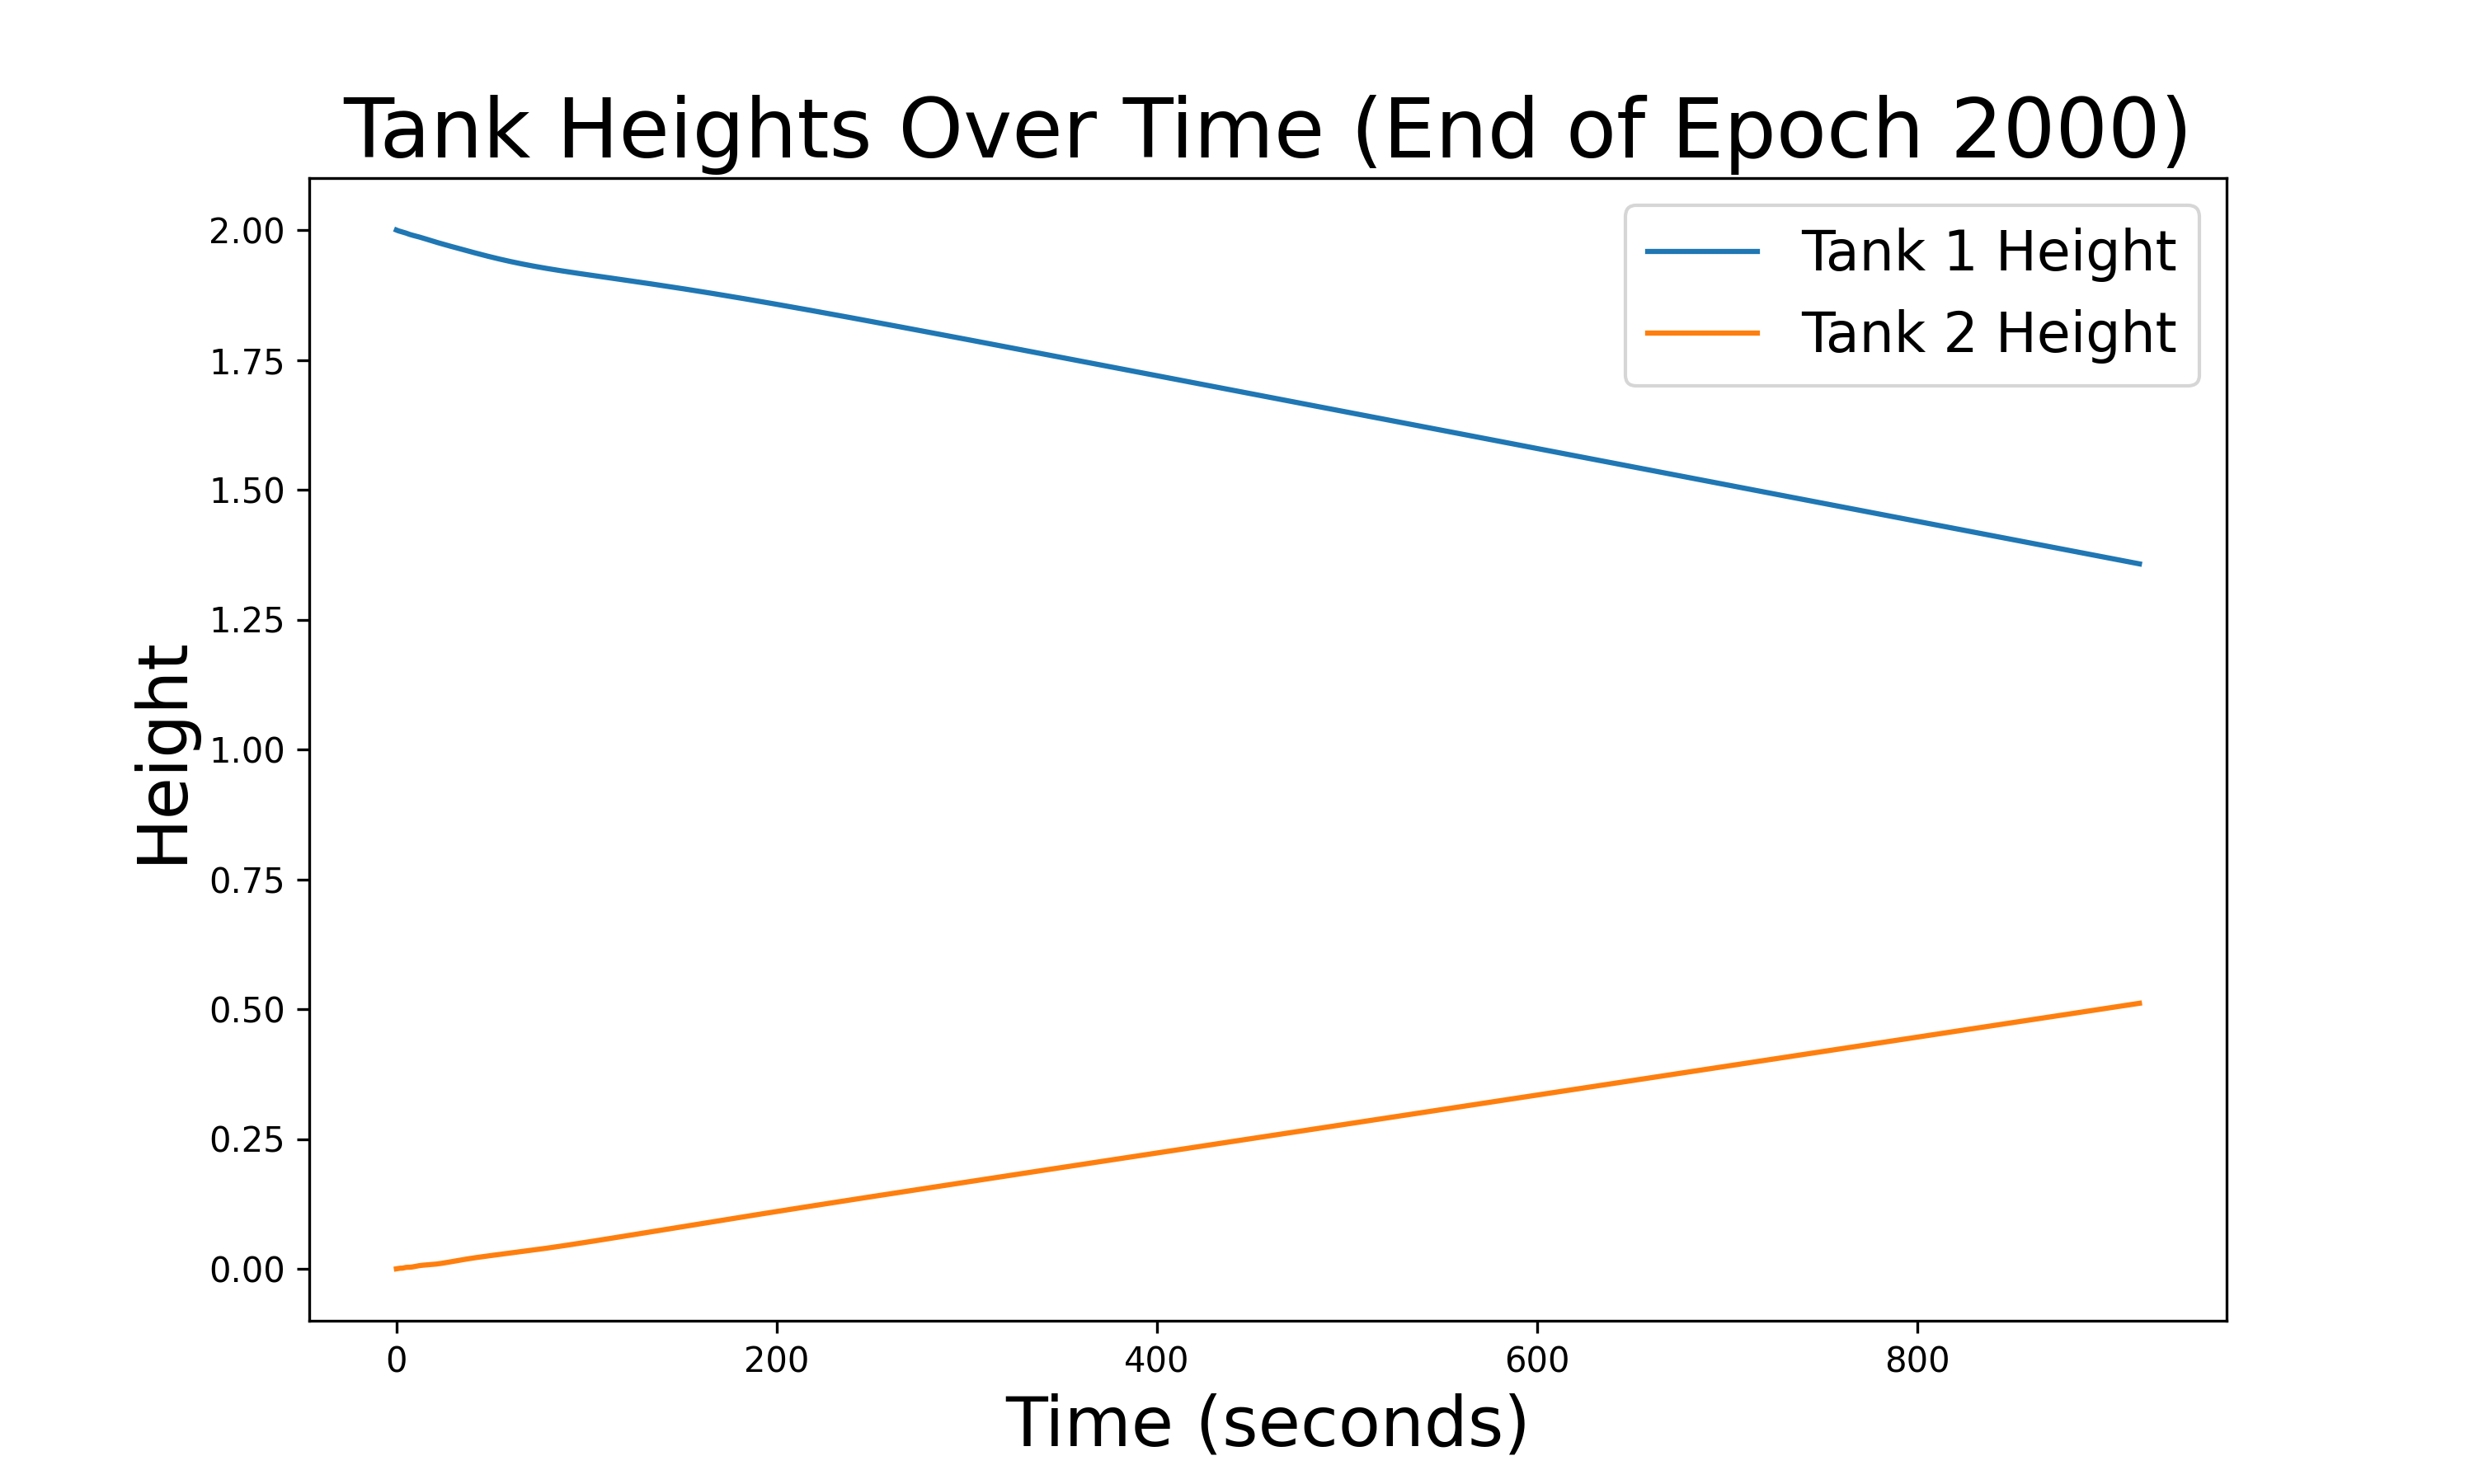 Tank Heights Over Time (End of Epoch 2000)
Tank 1 Height
Tank 2 Height
Height
2.00
1.75
1.50
1.25
1.00
0.75
0.50
0.25
0.00
0 200 400 600 800
Time (seconds)